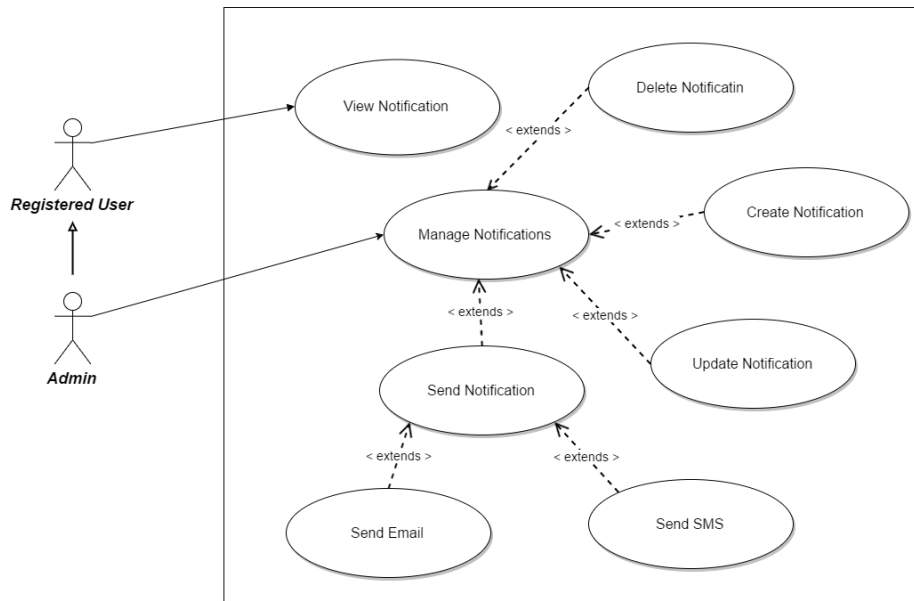 Delete Notificatin
View Notification
< extends >
Registered User
Create Notification
< extends >
Manage Notifications
Admin
< extends >
< extends >
Update Notification
Send Notification
< extends >
< extends >
Send Email
Send SMS